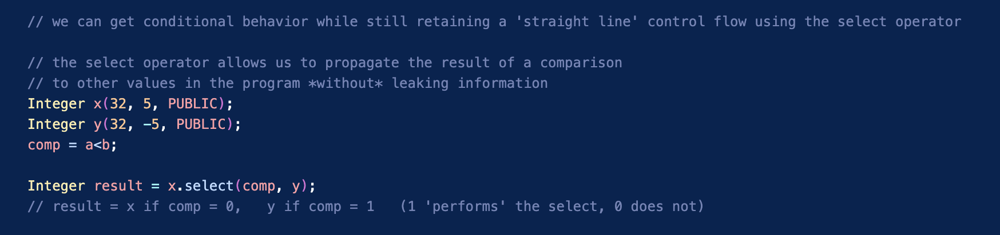 // we can get conditional behavior while still retaining a 'straight line' control flow using the select operator
// the select operator allows us to propagate the result of a comparison
// to other values in the program *without* leaking information
Integer x(32, 5, PUBLIC);
Integer y(32, -5, PUBLIC);
comp = a<b;
Integer result = x.select(comp, y);
// result = x if comp = 0,   y if comp = 1   (1 'performs' the select, 0 does not)